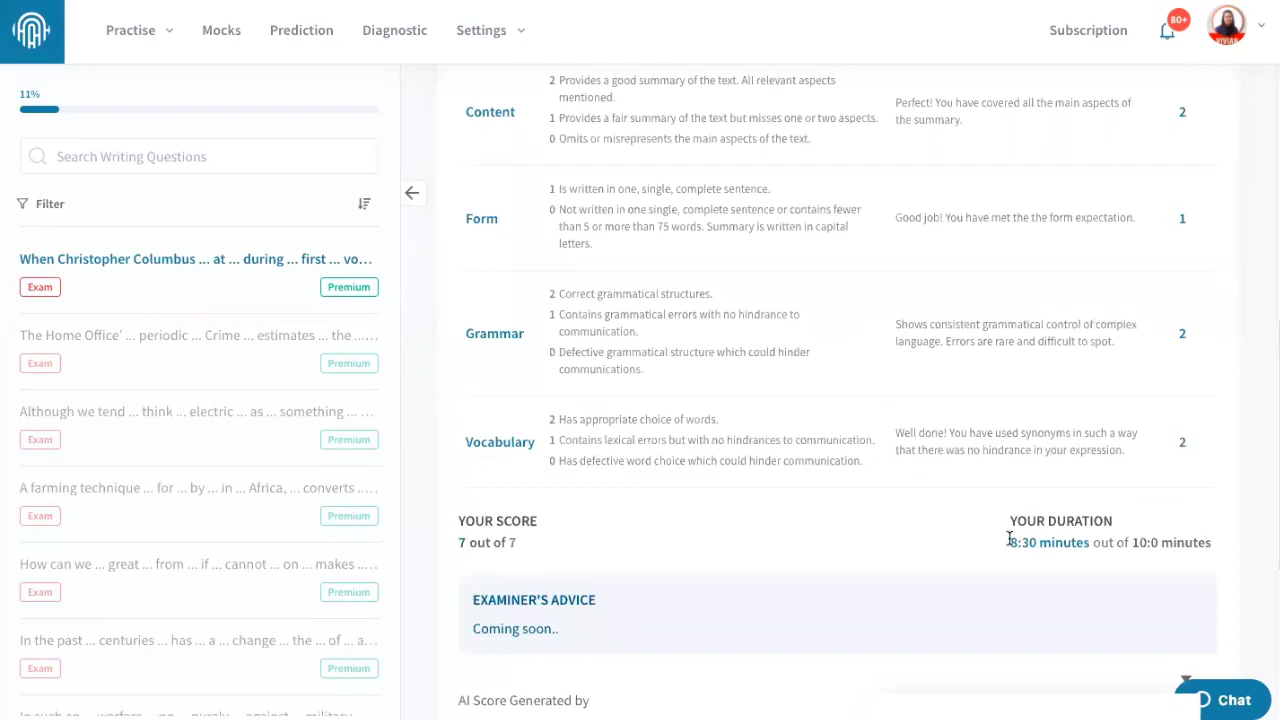 Practise
Mocks
Prediction
Diagnostic
Settings
Subscription
80+
VIVIAN
11%
Search Writing Questions
Filter
When Christopher Columbus ... at ... during ... first ... vo...
Exam
Premium
The Home Office' ... periodic ... Crime ... estimates ... the ......
Exam
Premium
Although we tend ... think ... electric ... as ... something ... ...
Exam
Premium
A farming technique ... for ... by ... in ... Africa, ... converts .....
Exam
Premium
How can we ... great ... from ... if ... cannot ... on ... makes .....
Exam
Premium
In the past ... centuries ... has ... a ... change ... the ... of ... a...
Exam
Premium
Content
2 Provides a good summary of the text. All relevant aspects
mentioned.
1 Provides a fair summary of the text but misses one or two aspects.
0 Omits or misrepresents the main aspects of the text.
Perfect! You have covered all the main aspects of
the summary.
2
Form
1 Is written in one, single, complete sentence.
0 Not written in one single, complete sentence or contains fewer
than 5 or more than 75 words. Summary is written in capital
letters.
Good job! You have met the the form expectation.
1
Grammar
2 Correct grammatical structures.
1 Contains grammatical errors with no hindrance to
communication.
0 Defective grammatical structure which could hinder
communications.
Shows consistent grammatical control of complex
language. Errors are rare and difficult to spot.
2
Vocabulary
2 Has appropriate choice of words.
1 Contains lexical errors but with no hindrances to communication.
0 Has defective word choice which could hinder communication.
Well done! You have used synonyms in such a way
that there was no hindrance in your expression.
2
YOUR SCORE
7 out of 7
YOUR DURATION
8:30 minutes out of 10:0 minutes
EXAMINER'S ADVICE
Coming soon..
AI Score Generated by
Chat